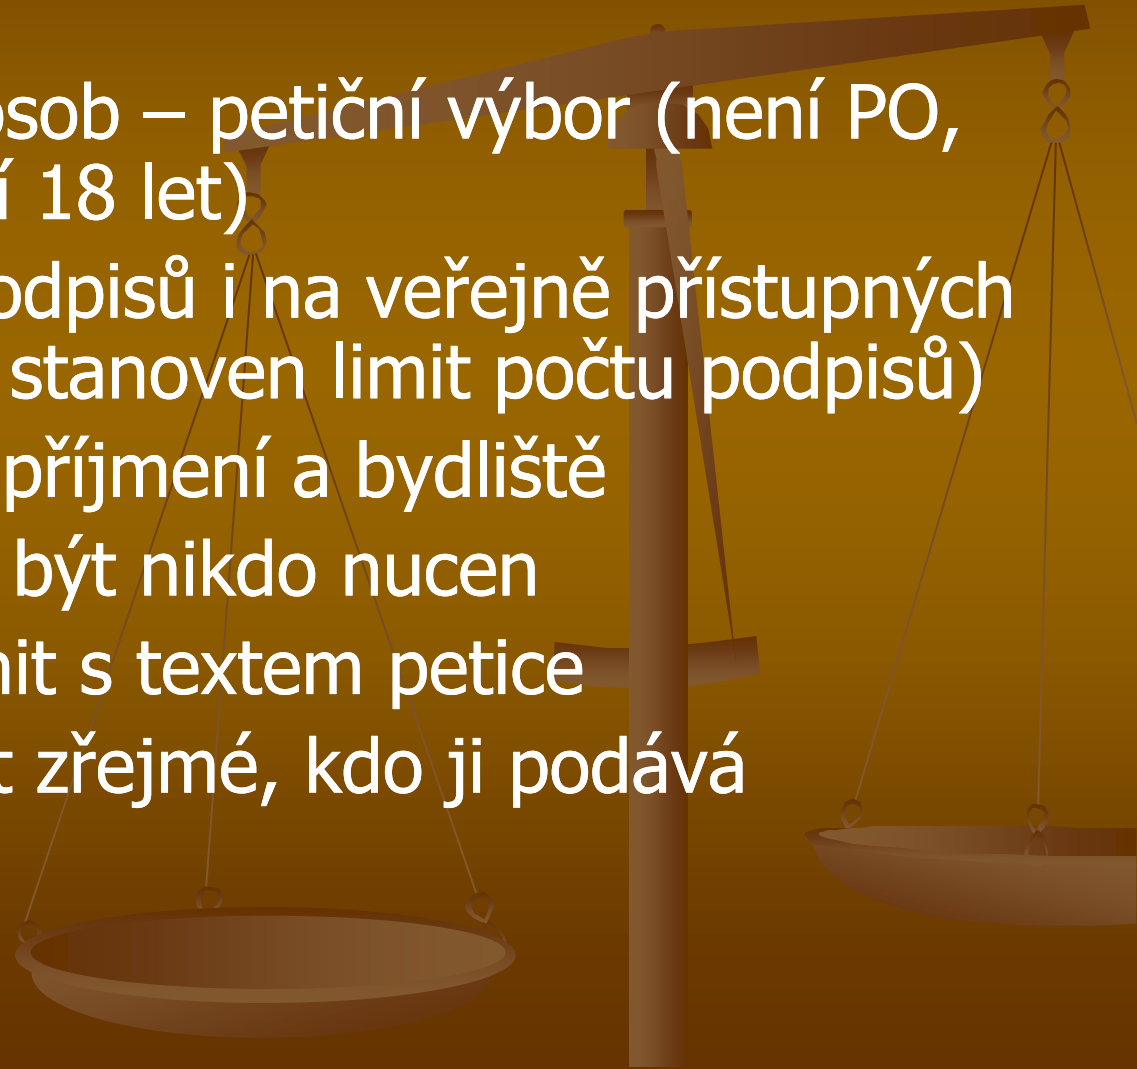 osob – petiční výbor (není PO,
í 18 let)
odpisů i na veřejně přístupných
stanoven limit počtu podpisů)
příjmení a bydliště
být nikdo nucen
nit s textem petice
t zřejmé, kdo ji podává